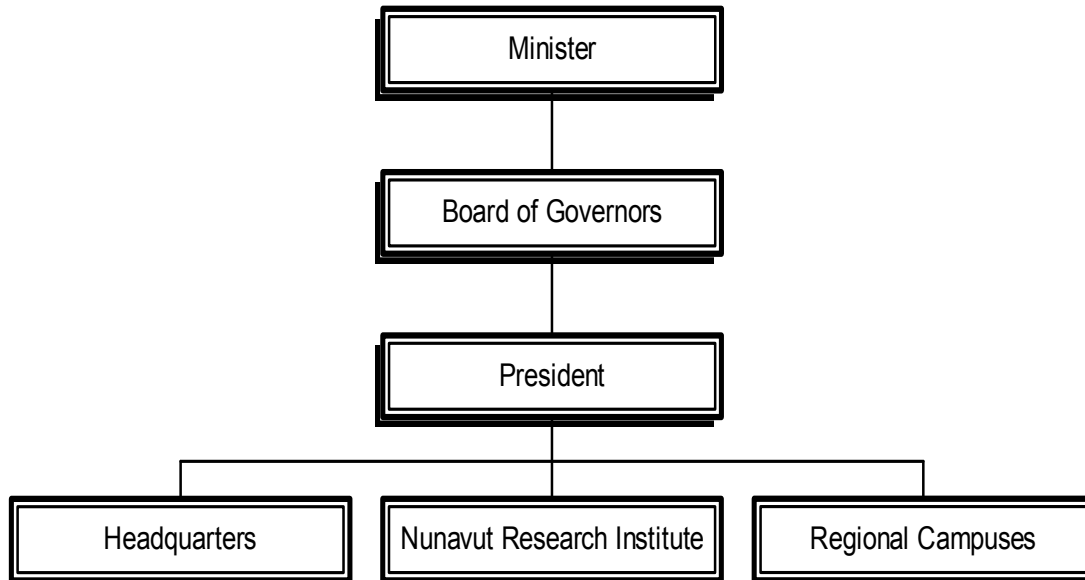 Minister
Board of Governors
President
Headquarters
Nunavut Research Institute
Regional Campuses